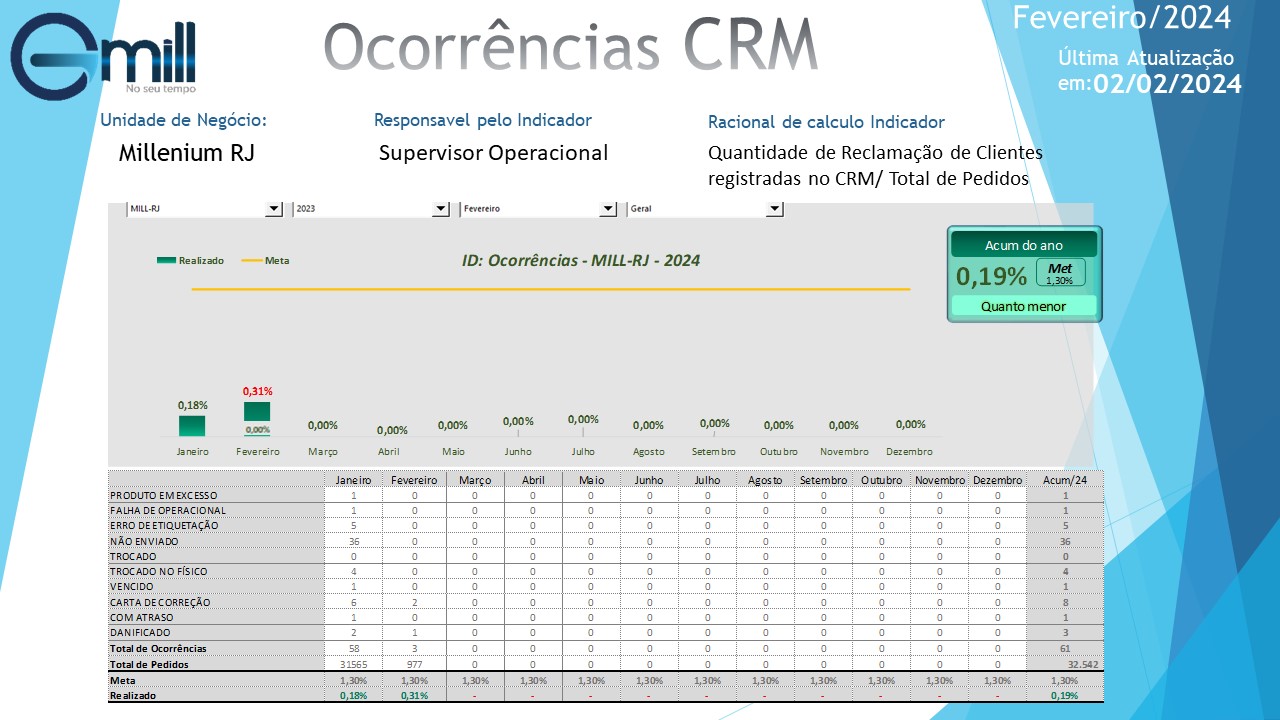 Gmill
No seu tempo
Ocorrências CRM
Fevereiro/2024
Última Atualização
em:02/02/2024
Unidade de Negócio:
Millenium RJ
Responsavel pelo Indicador
Supervisor Operacional
Racional de calculo Indicador
Quantidade de Reclamação de Clientes
registradas no CRM/ Total de Pedidos
MILL-RJ 2023 Fevereiro Geral
Realizado Meta
ID: Ocorrências - MILL-RJ - 2024
Acum do ano
0,19% Met
1,30%
Quanto menor
0,18% 0,31% 0,00% 0,00% 0,00% 0,00% 0,00% 0,00% 0,00% 0,00% 0,00% 0,00%
0,00%
Janeiro Fevereiro Março Abril Maio Junho Julho Agosto Setembro Outubro Novembro Dezembro
Janeiro Fevereiro Março Abril Maio Junho Julho Agosto Setembro Outubro Novembro Dezembro Acum/24
PRODUTO EM EXCESSO 1 0 0 0 0 0 0 0 0 0 0 0 1
FALHA DE OPERACIONAL 1 0 0 0 0 0 0 0 0 0 0 0 1
ERRO DE ETIQUETAÇÃO 5 0 0 0 0 0 0 0 0 0 0 0 5
NÃO ENVIADO 36 0 0 0 0 0 0 0 0 0 0 0 36
TROCADO 0 0 0 0 0 0 0 0 0 0 0 0 0
TROCADO NO FÍSICO 4 0 0 0 0 0 0 0 0 0 0 0 4
VENCIDO 1 0 0 0 0 0 0 0 0 0 0 0 1
CARTA DE CORREÇÃO 6 2 0 0 0 0 0 0 0 0 0 0 8
COM ATRASO 1 0 0 0 0 0 0 0 0 0 0 0 1
DANIFICADO 2 1 0 0 0 0 0 0 0 0 0 0 3
Total de Ocorrências 58 3 0 0 0 0 0 0 0 0 0 0 61
Total de Pedidos 31565 977 0 0 0 0 0 0 0 0 0 0 32.542
Meta 1,30% 1,30% 1,30% 1,30% 1,30% 1,30% 1,30% 1,30% 1,30% 1,30% 1,30% 1,30% 1,30%
Realizado 0,18% 0,31% - - - - - - - - - - 0,19%